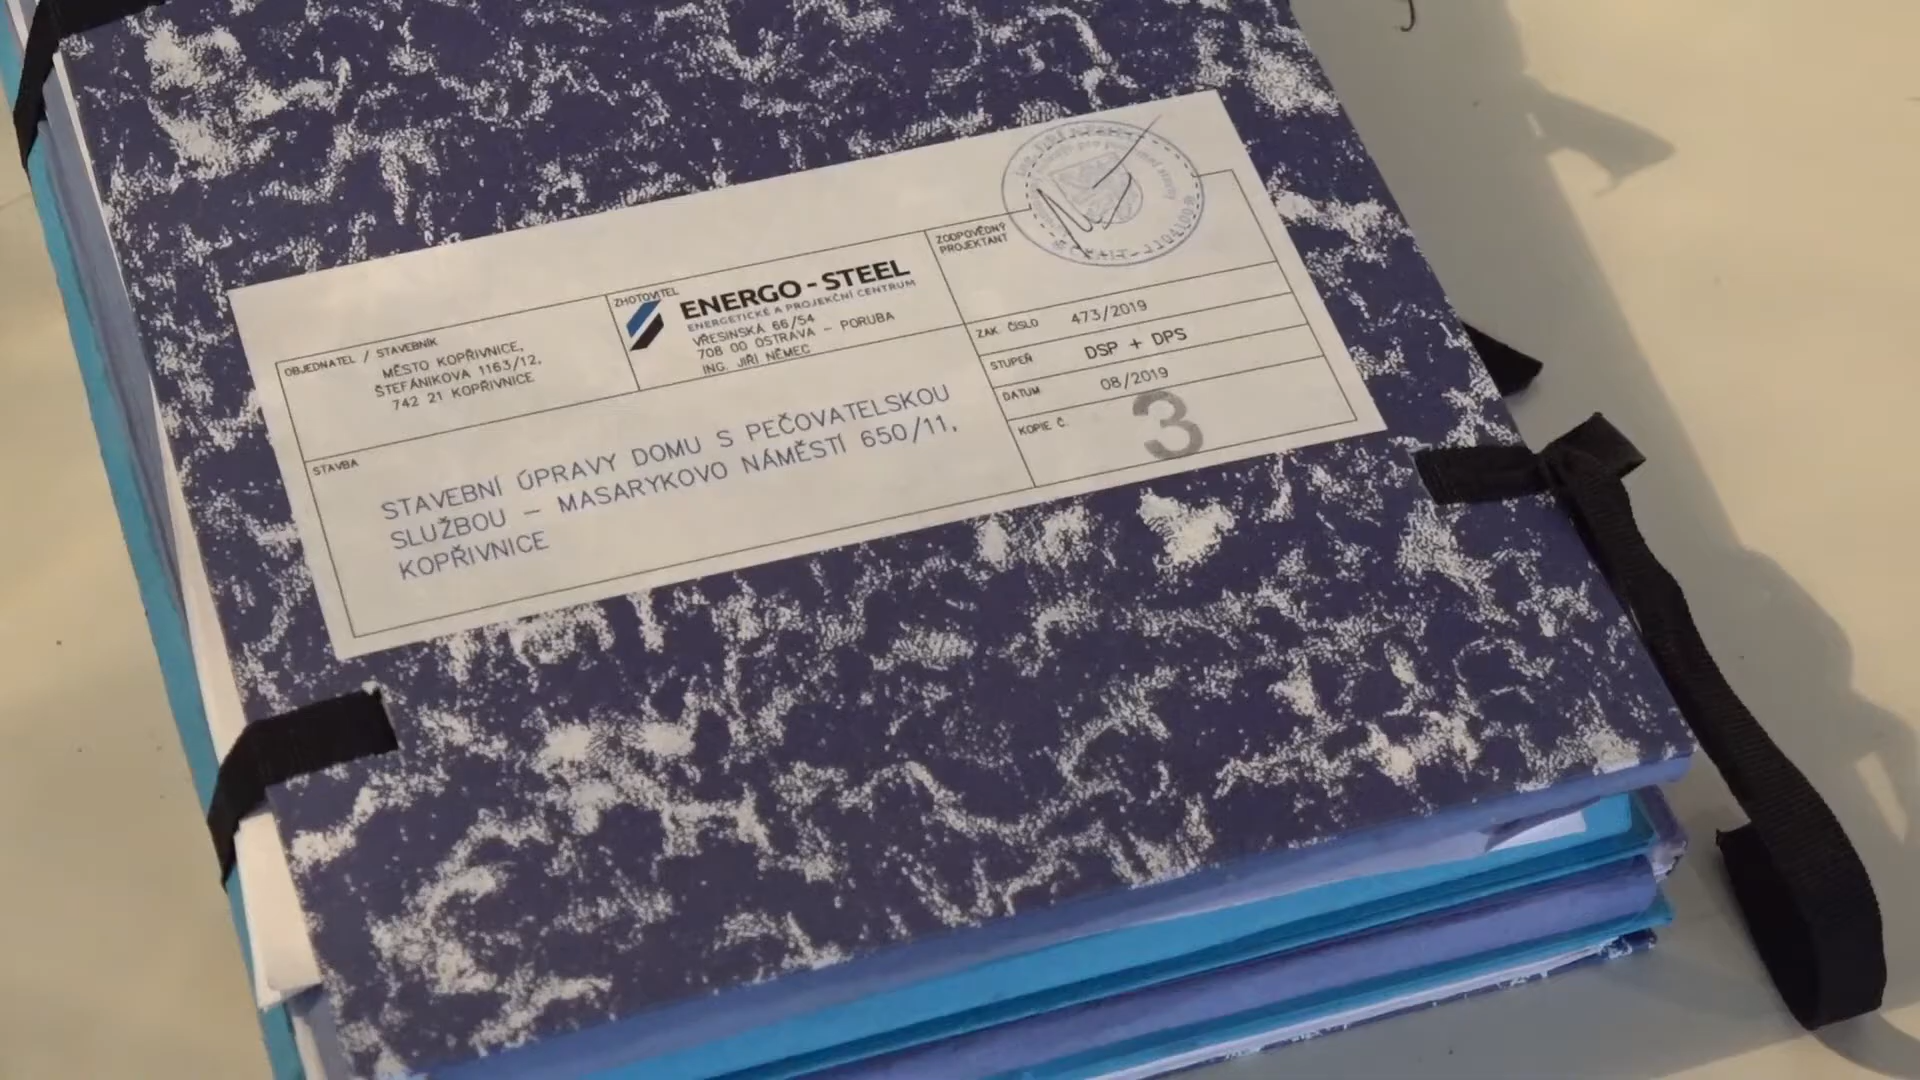 OBJEDNATEL / STAVEBNÍK
MĚSTO KOPŘIVNICE,
ŠTEFÁNIKOVA 1163/12,
742 21 KOPŘIVNICE
ZHOTOVITEL
ENERGO-STEEL
ENERGETICKÉ A PROJEKČNÍ CENTRUM
VŘESINSKÁ 66/54
708 00 OSTRAVA - PORUBA
ING. JIŘÍ NĚMEC
ZODPOVĚDNÝ
PROJEKTANT
ZAK. ČÍSLO 473/2019
STUPEŇ DSP + DPS
DATUM 08/2019
KOPIE Č. 3
STAVBA
STAVEBNÍ ÚPRAVY DOMU S PEČOVATELSKOU
SLUŽBOU – MASARYKOVO NÁMĚSTÍ 650/11,
KOPŘIVNICE